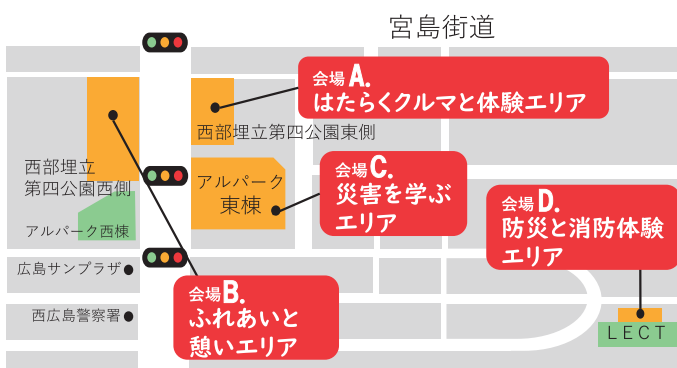 宮島街道
会場A.
はたらくクルマと体験エリア
西部埋立第四公園東側
西部埋立
第四公園西側
アルパーク
東棟
会場C.
災害を学ぶ
エリア
会場D.
防災と消防体験
エリア
アルパーク西棟
広島サンプラザ
西広島警察署
会場B.
ふれあいと
憩いエリア
LECT